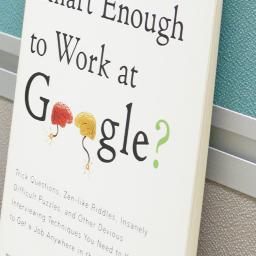 mart Enough
to Work at
Google?
Trick Questions, Zen-like Riddles, Insanely
Difficult Puzzles, and Other Devious
Interviewing Techniques You Need to
to Get a Job Anywhere in